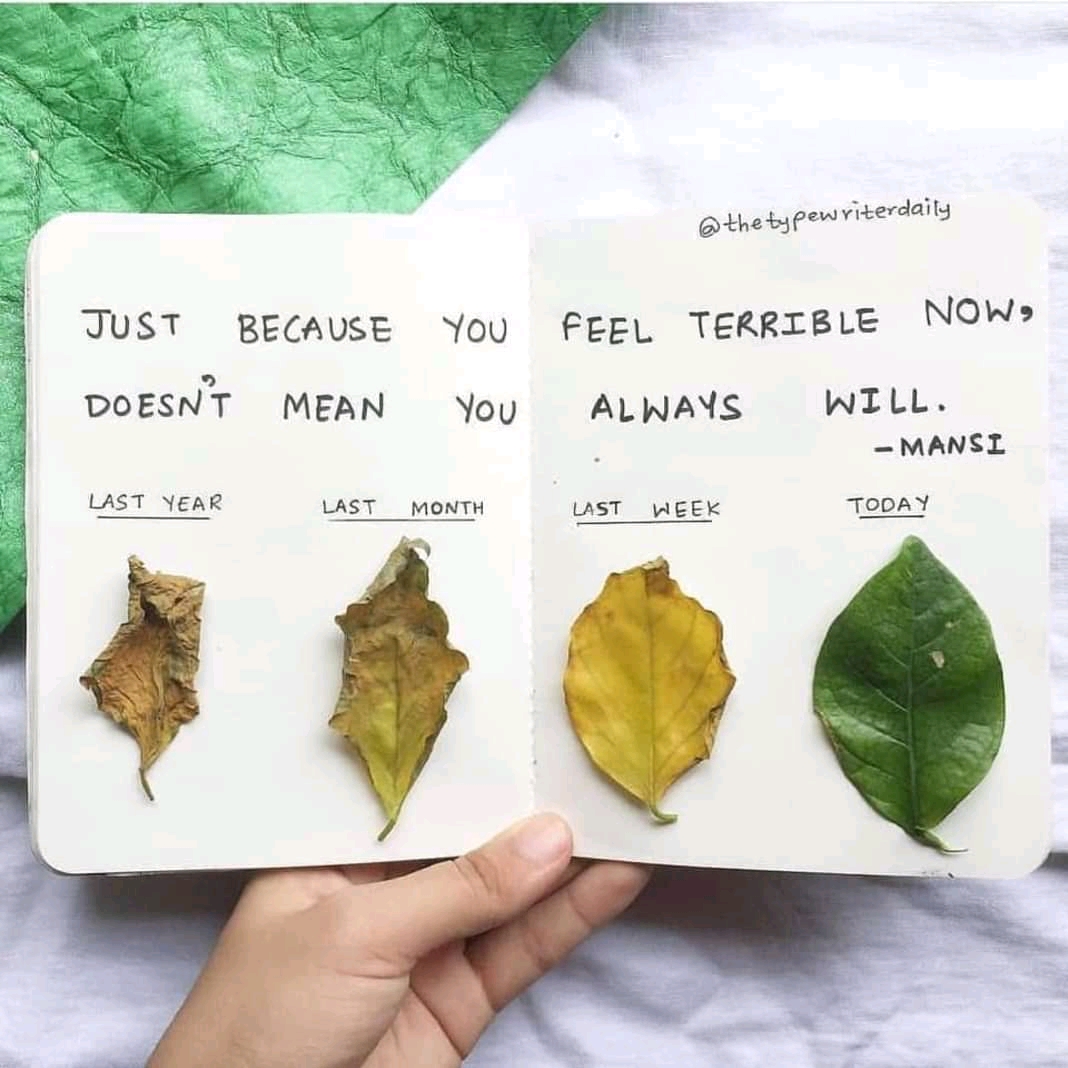 @thetypewriterdaily
JUST BECAUSE YOU FEEL TERRIBLE NOW,
DOESN'T MEAN YOU ALWAYS WILL.
-MANSI
LAST YEAR LAST MONTH LAST WEEK TODAY